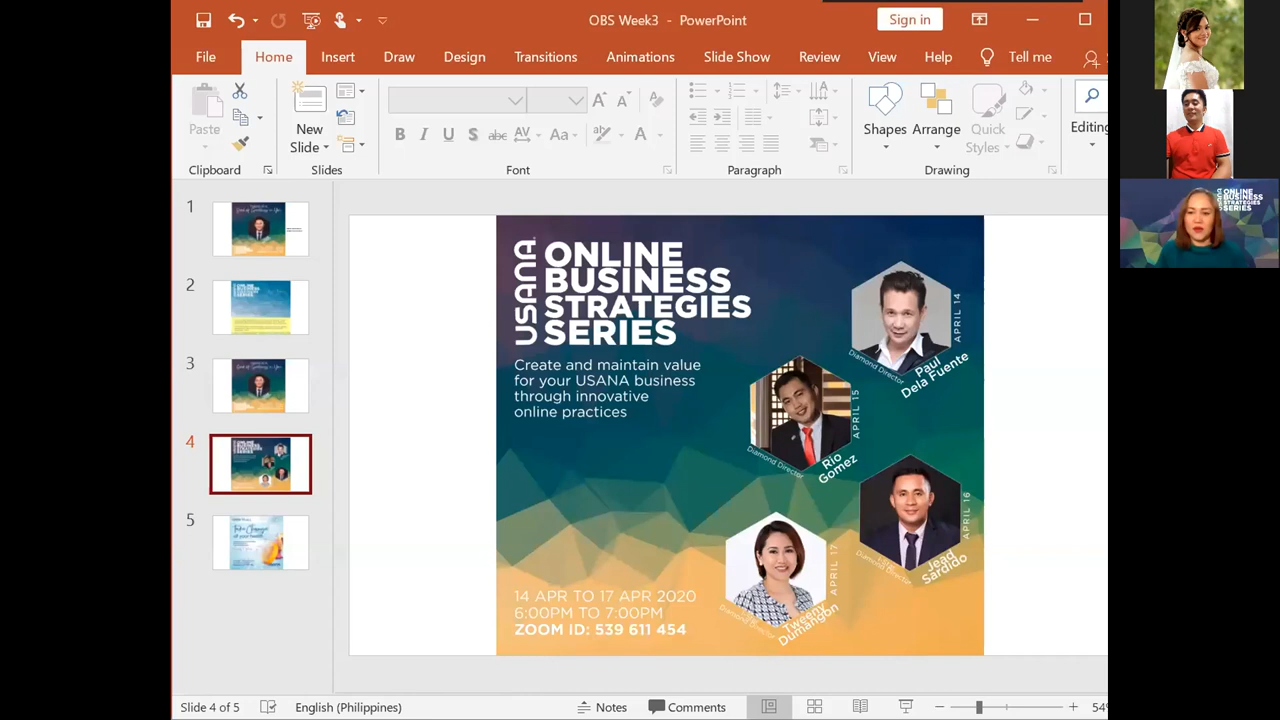 OBS Week3 - PowerPoint
Sign in
File
Home
Insert
Draw
Design
Transitions
Animations
Slide Show
Review
View
Help
Tell me
Paste
New
Slide
Shapes
Arrange
Quick
Styles
Editing
Clipboard
Slides
Font
Paragraph
Drawing
1
2
3
4
5
USANA
ONLINE
BUSINESS
STRATEGIES
SERIES
Create and maintain value
for your USANA business
through innovative
online practices
APRIL 14
Diamond Director
Paul
Dela Fuente
APRIL 15
Diamond Director
Rio
Gomez
APRIL 16
Diamond Director
Jead
Sardido
APRIL 17
Diamond Director
Tweeny
Dumangon
14 APR TO 17 APR 2020
6:00PM TO 7:00PM
ZOOM ID: 539 611 454
ONLINE
BUSINESS
STRATEGIES
SERIES
Slide 4 of 5
English (Philippines)
Notes
Comments